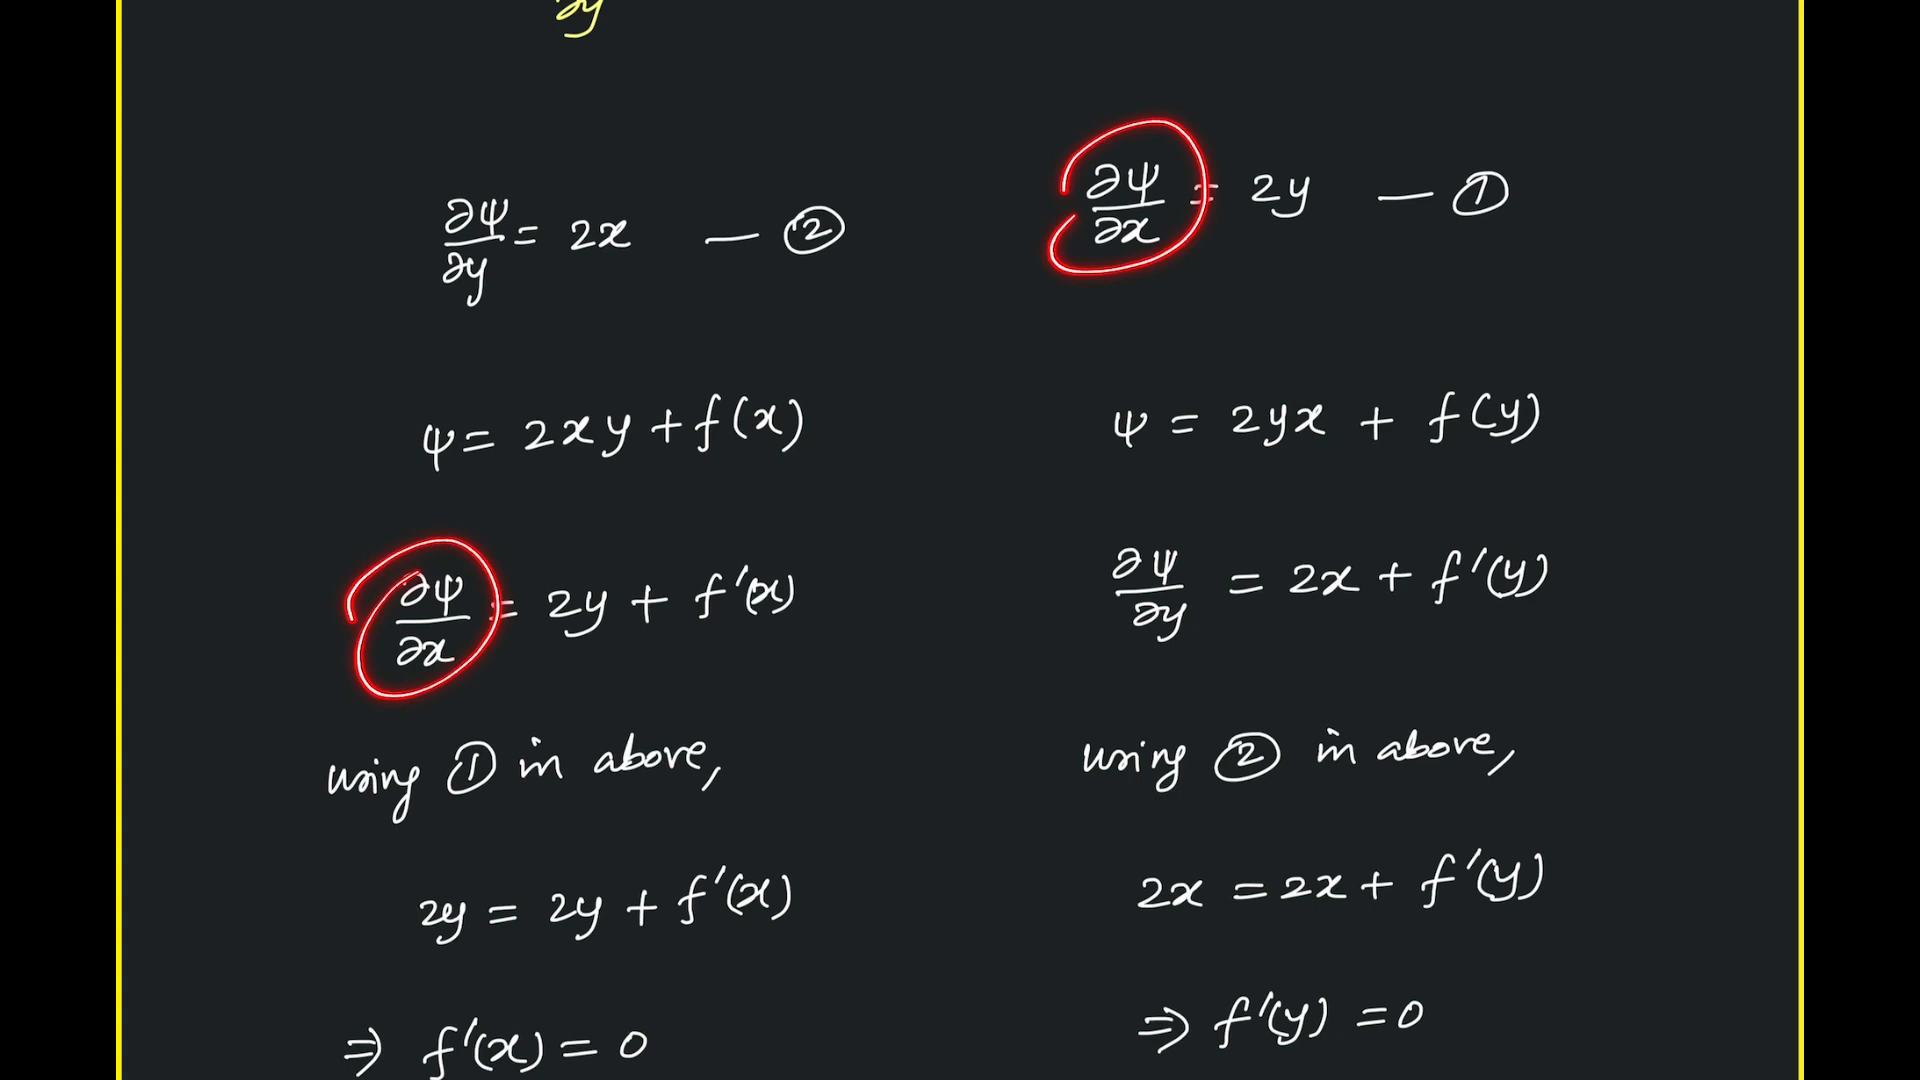 ∂y
∂ψ/∂y = 2x — ②
ψ = 2xy + f(x)
∂ψ/∂x = 2y + f'(x)
using ① in above,
2y = 2y + f'(x)
⇒ f'(x) = 0
∂ψ/∂x = 2y — ①
ψ = 2yx + f(y)
∂ψ/∂y = 2x + f'(y)
using ② in above,
2x = 2x + f'(y)
⇒ f'(y) = 0